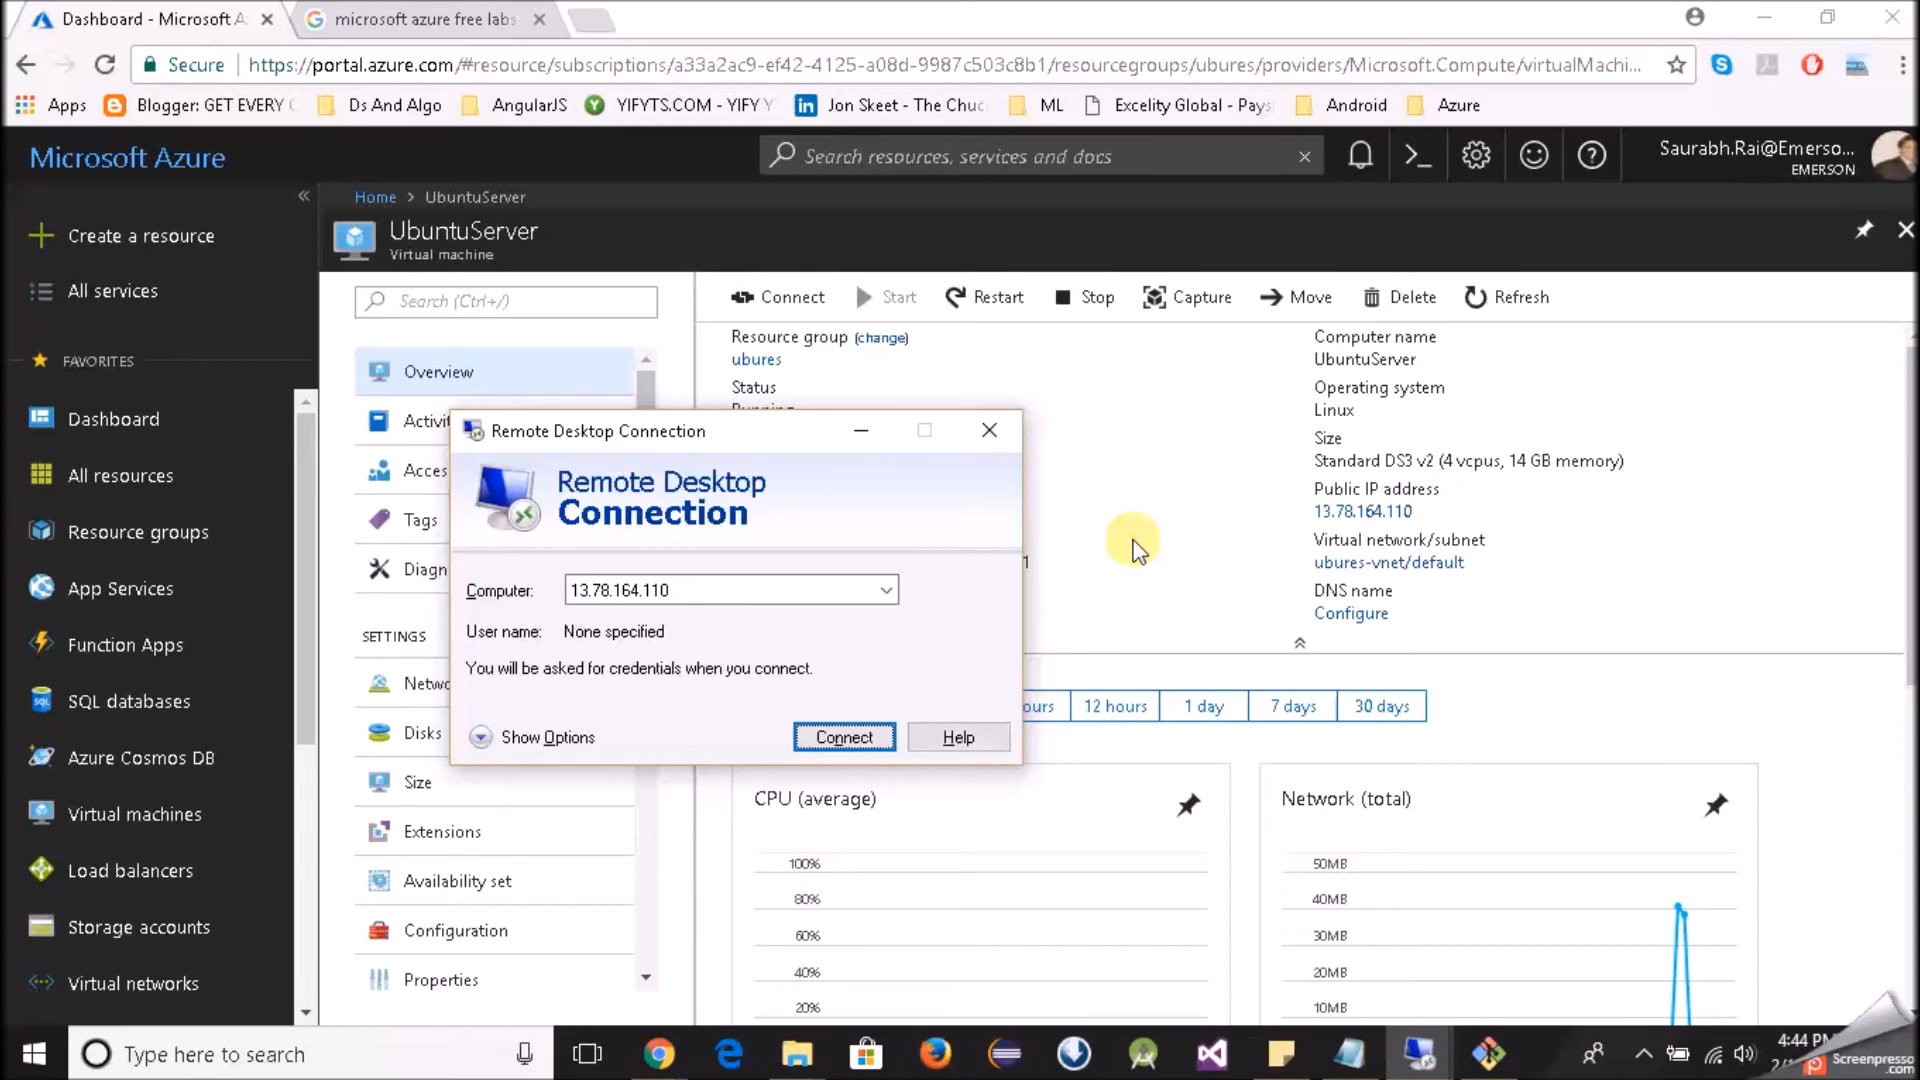 Dashboard - Microsoft A
microsoft azure free labs
Secure
https://portal.azure.com/#resource/subscriptions/a33a2ac9-ef42-4125-a08d-9987c503c8b1/resourcegroups/ubures/providers/Microsoft.Compute/virtualMachi...
Apps
Blogger: GET EVERY
Ds And Algo
AngularJS
YIFYTS.COM - YIFY
in
Jon Skeet - The Chuc
ML
Excelity Global - Pays
Android
Azure
Microsoft Azure
Search resources, services and docs
Saurabh.Rai@Emerso...
EMERSON
Home > UbuntuServer
UbuntuServer
Virtual machine
Create a resource
All services
FAVORITES
Dashboard
All resources
Resource groups
App Services
Function Apps
SQL databases
Azure Cosmos DB
Virtual machines
Load balancers
Storage accounts
Virtual networks
Search (Ctrl+/)
Overview
Activi
Acces
Tags
Diagn
SETTINGS
Netwo
Disks
Size
Extensions
Availability set
Configuration
Properties
Connect
Start
Restart
Stop
Capture
Move
Delete
Refresh
Resource group (change)
ubures
Status
Running
Computer name
UbuntuServer
Operating system
Linux
Size
Standard DS3 v2 (4 vcpus, 14 GB memory)
Public IP address
13.78.164.110
Virtual network/subnet
ubures-vnet/default
DNS name
Configure
Remote Desktop Connection
Remote Desktop
Connection
Computer:
13.78.164.110
User name:
None specified
You will be asked for credentials when you connect.
Show Options
Connect
Help
1
ours
12 hours
1 day
7 days
30 days
CPU (average)
100%
80%
60%
40%
20%
Network (total)
50MB
40MB
30MB
20MB
10MB
Type here to search
4:44 PM
Screenpresso
.com